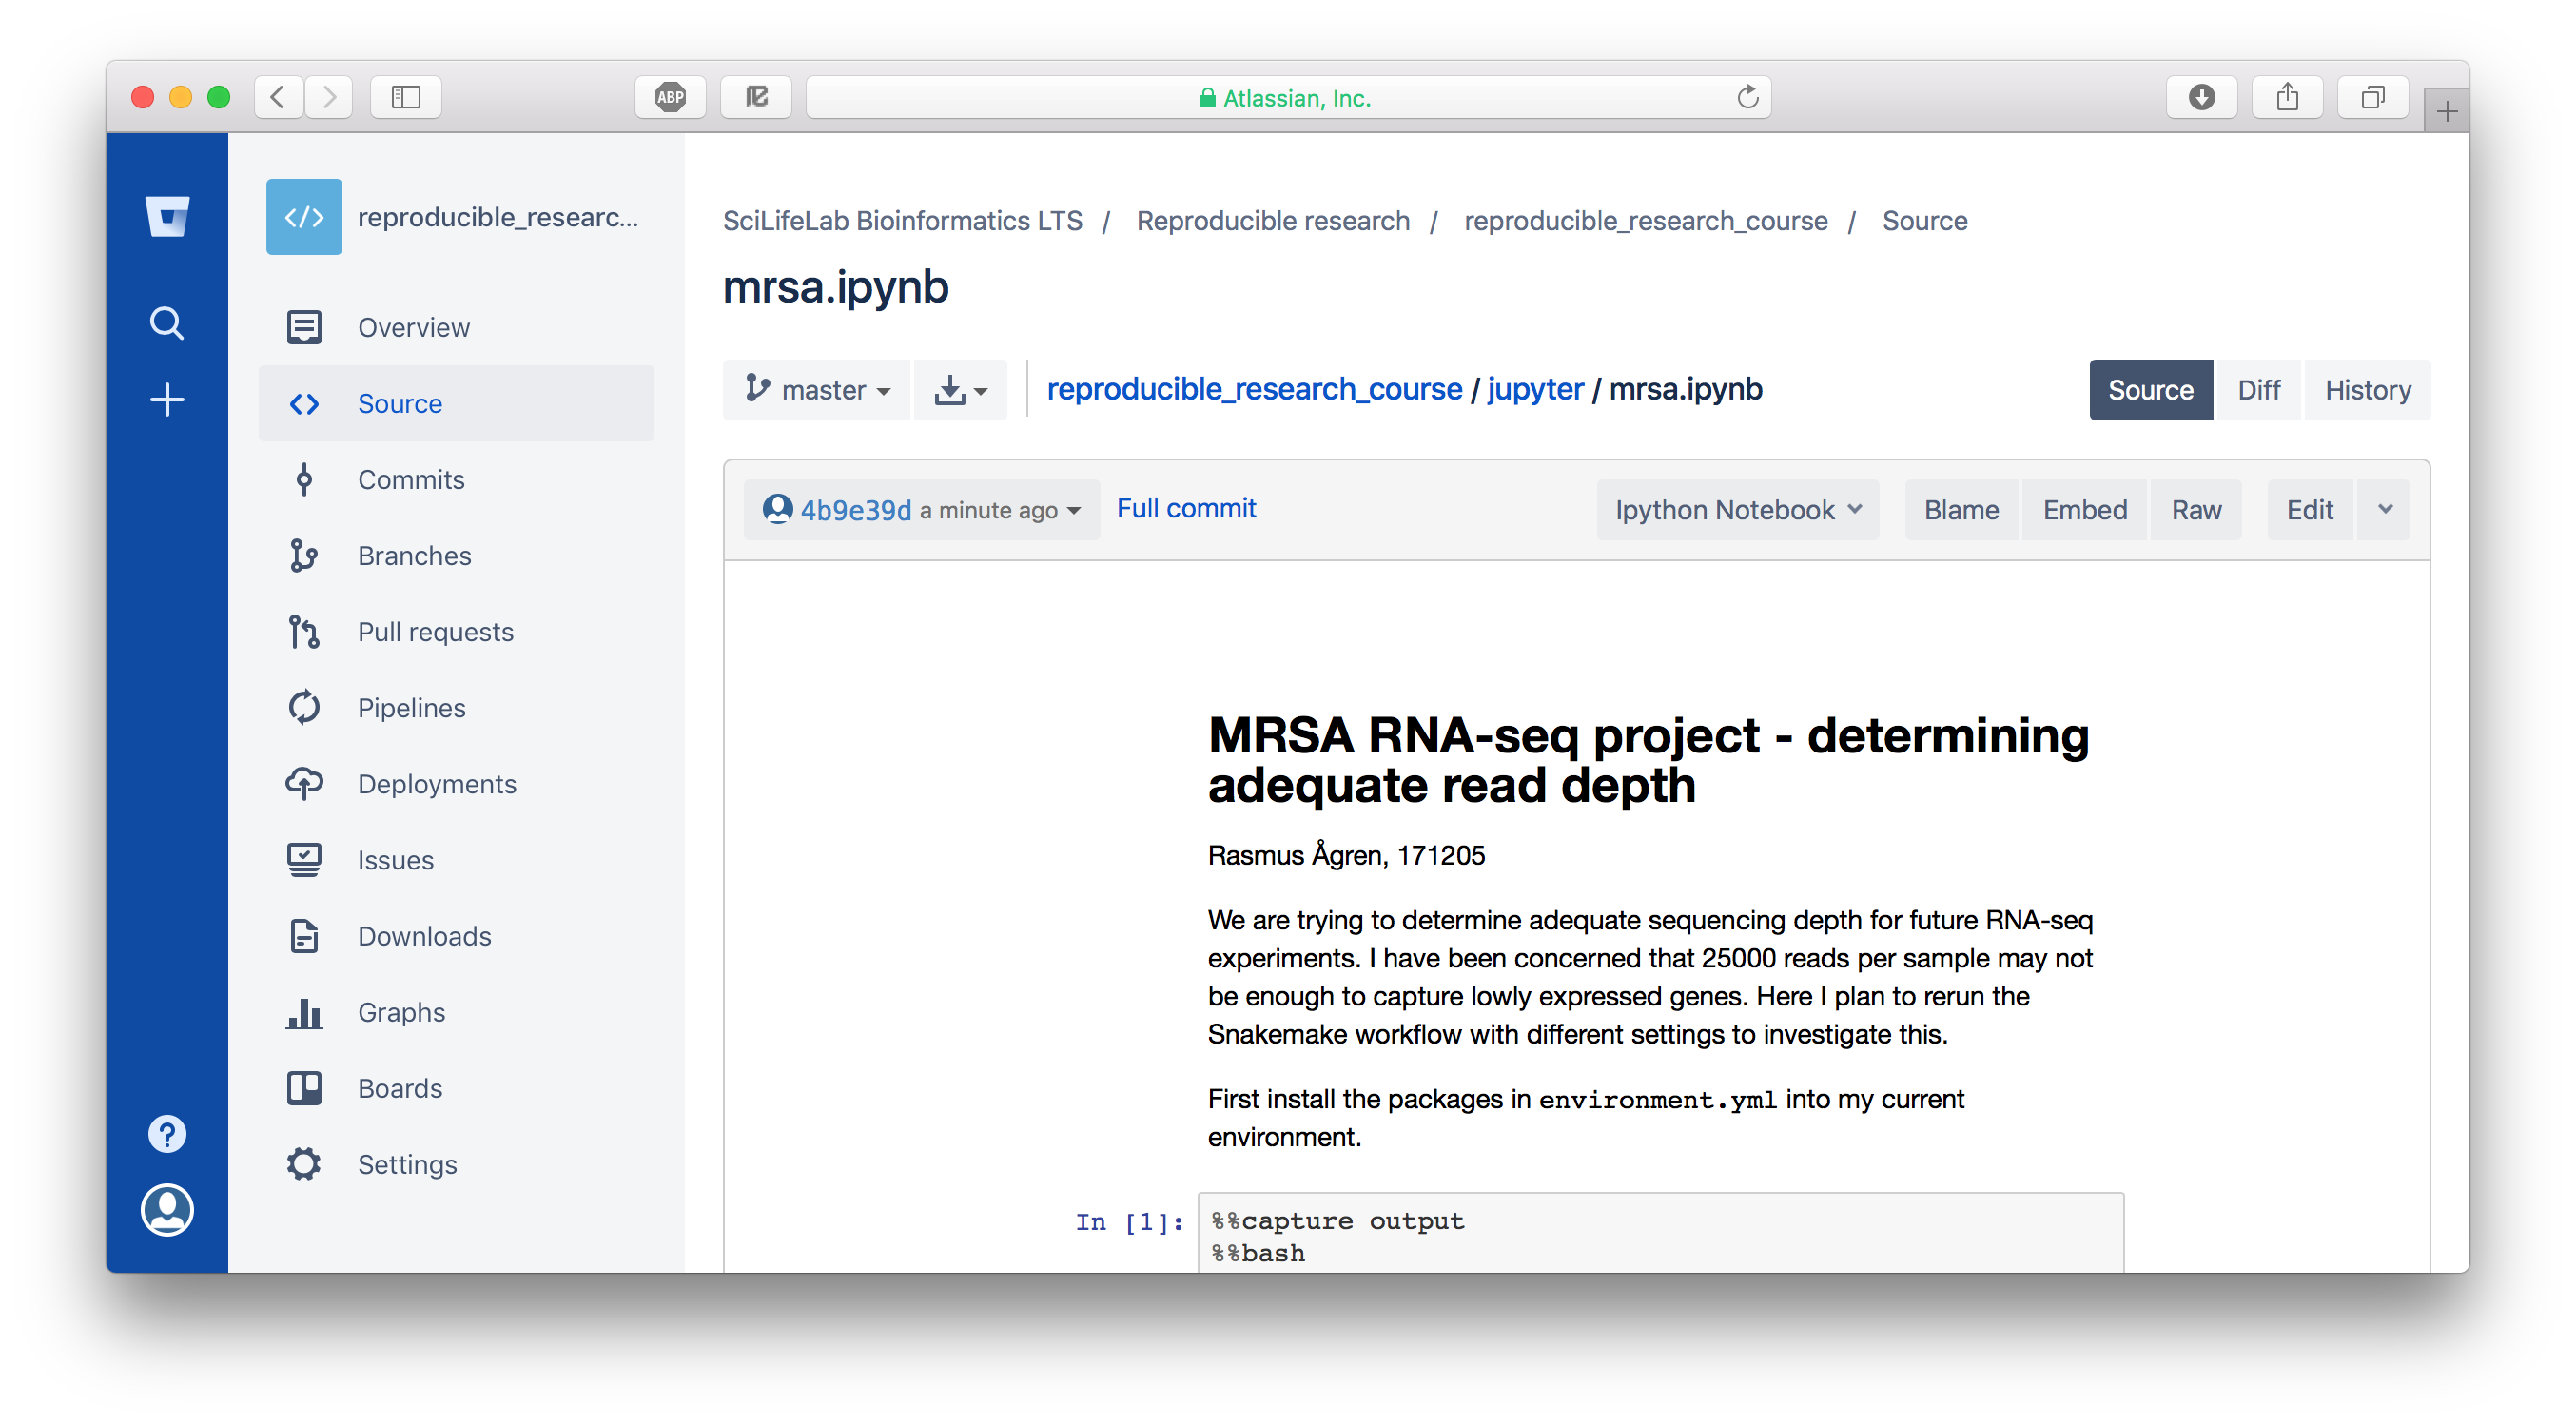 ABP
Atlassian, Inc.
reproducible_researc...
Overview
Source
Commits
Branches
Pull requests
Pipelines
Deployments
Issues
Downloads
Graphs
Boards
Settings
SciLifeLab Bioinformatics LTS / Reproducible research / reproducible_research_course / Source
mrsa.ipynb
master
reproducible_research_course / jupyter / mrsa.ipynb
Source Diff History
4b9e39d a minute ago Full commit
Ipython Notebook Blame Embed Raw Edit
MRSA RNA-seq project - determining
adequate read depth
Rasmus Ågren, 171205
We are trying to determine adequate sequencing depth for future RNA-seq
experiments. I have been concerned that 25000 reads per sample may not
be enough to capture lowly expressed genes. Here I plan to rerun the
Snakemake workflow with different settings to investigate this.
First install the packages in environment.yml into my current
environment.
In [1]: %%capture output
%%bash